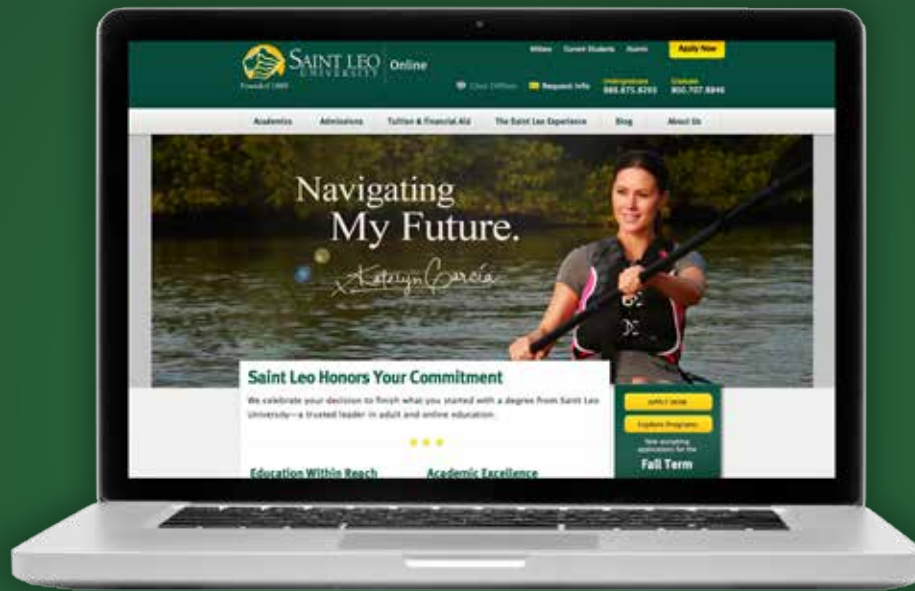 SAINT LEO
UNIVERSITY
Online
Founded 1889
Military Current Students Alumni
Apply Now
Chat Offline
Request Info
Undergraduate
888.875.8265
Graduate
800.707.8846
Academics Admissions Tuition & Financial Aid The Saint Leo Experience Blog About Us
Navigating
My Future.
Saint Leo Honors Your Commitment
We celebrate your decision to finish what you started with a degree from Saint Leo
University—a trusted leader in adult and online education.
APPLY NOW
Explore Programs
Now accepting
applications for the
Fall Term
Education Within Reach
Academic Excellence